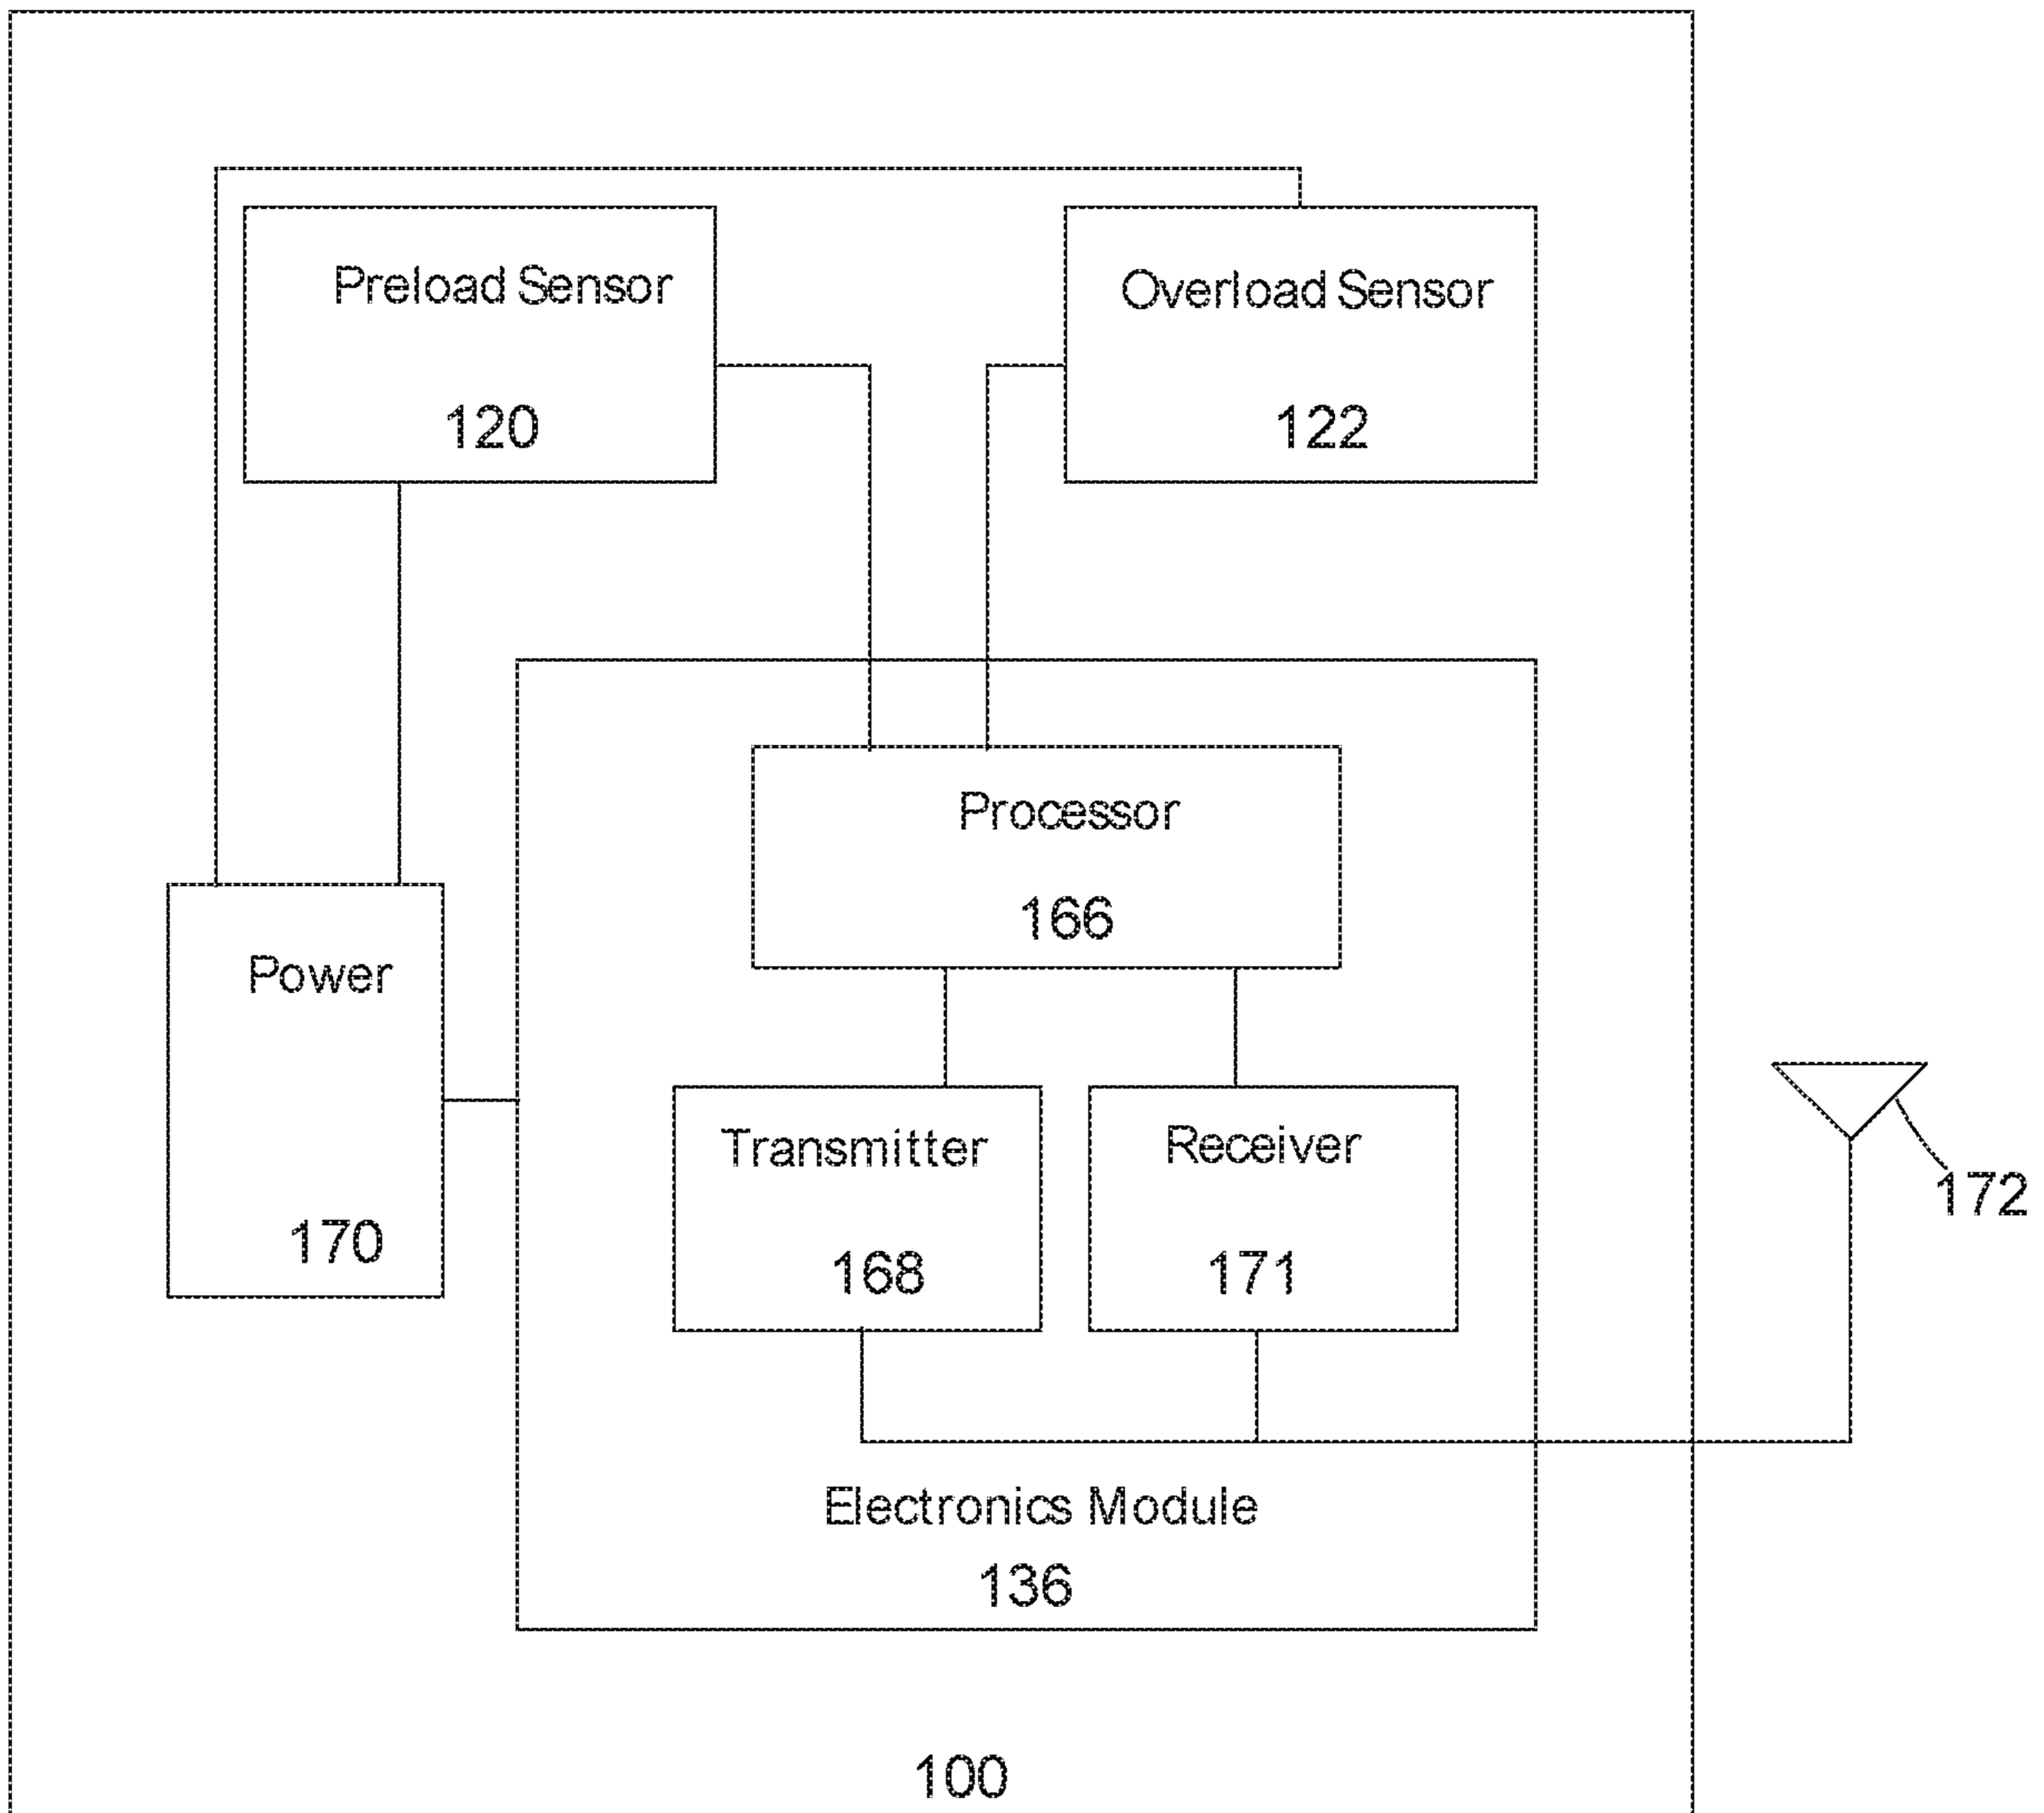 Preload Sensor
120
Overload Sensor
122
Processor
166
Power
170
Transmitter
168
Receiver
171
172
Electronics Module
136
100